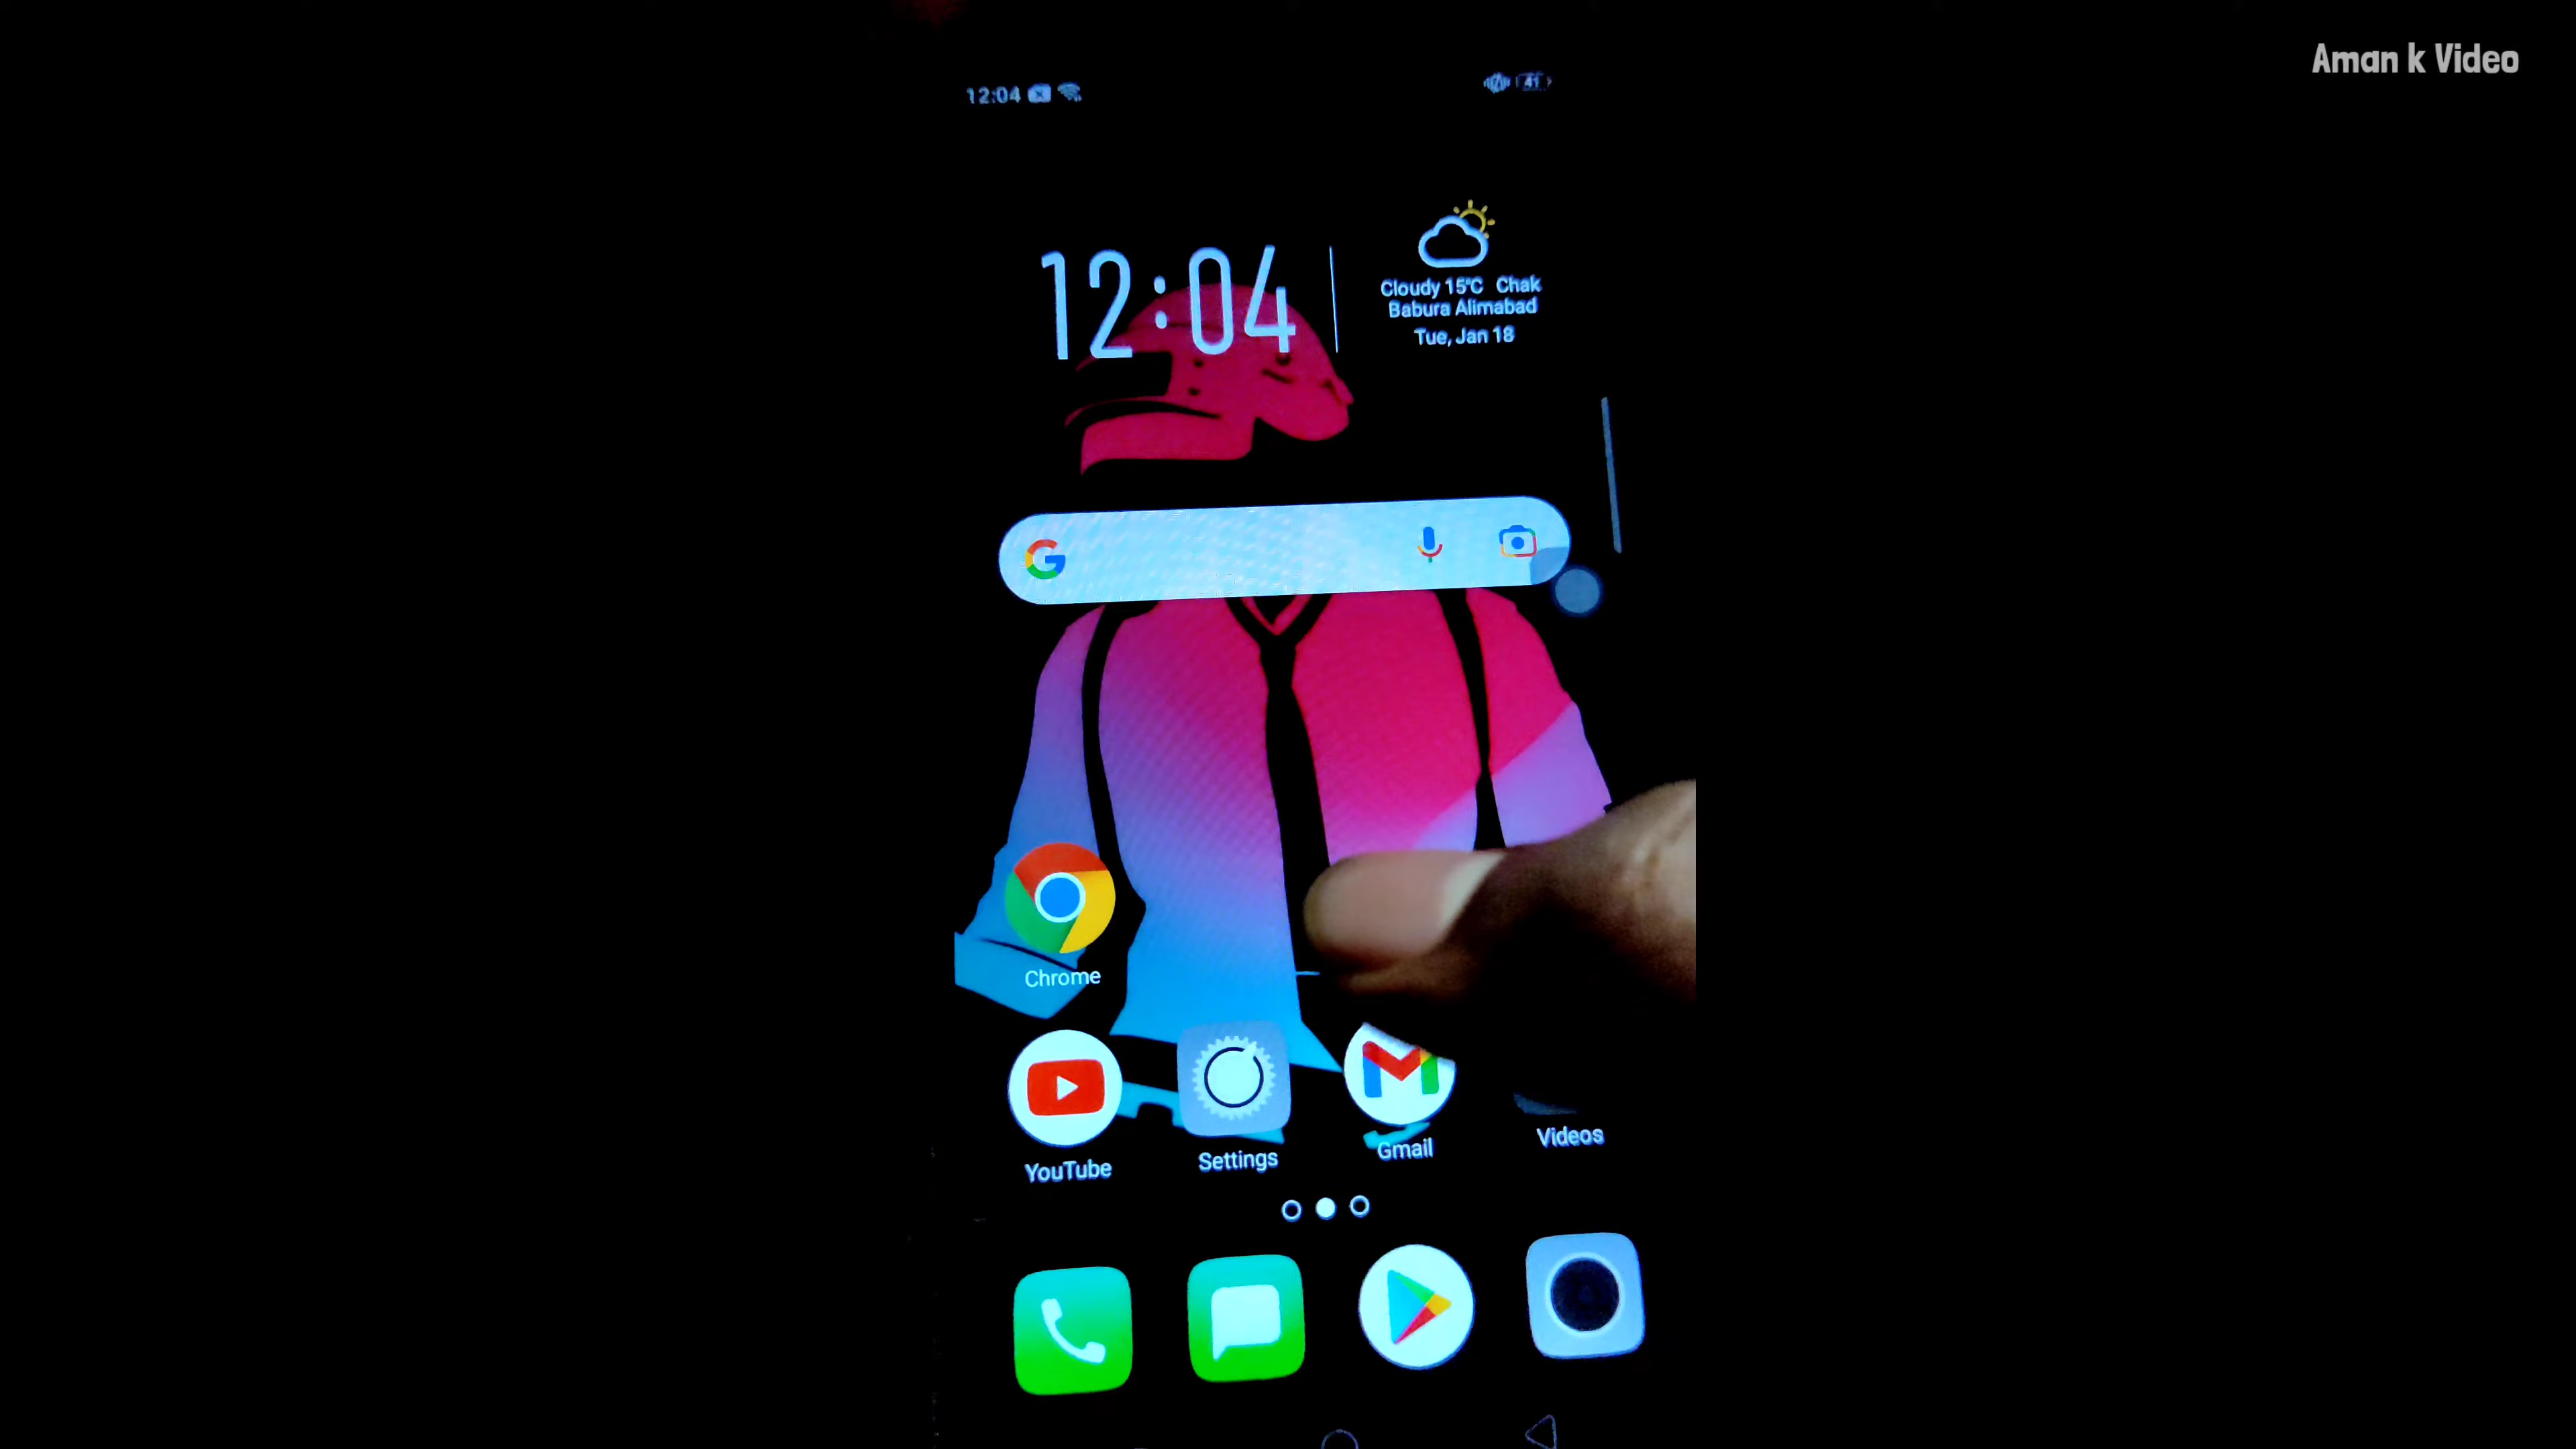 Aman k Video
12:04
41
12:04
Cloudy 15°C Chak
Babura Alimabad
Tue, Jan 18
Chrome
YouTube
Settings
Gmail
Videos